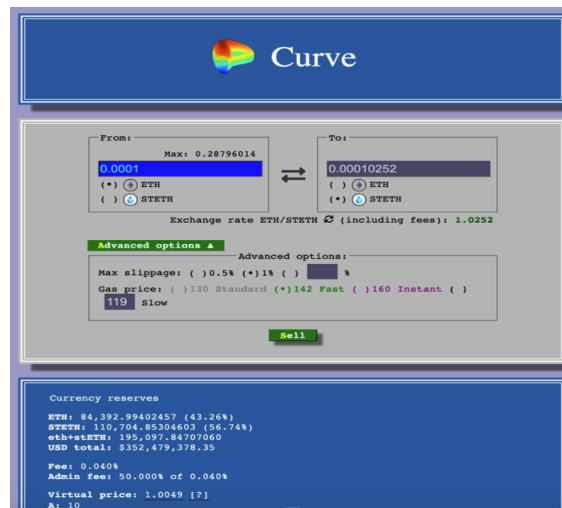 Curve
From:
Max: 0.28796014
0.0001
(•) ETH
( ) STETH
To:
0.00010252
( ) ETH
(•) STETH
Exchange rate ETH/STETH (including fees): 1.0252
Advanced options ▲
Advanced options:
Max slippage: ( )0.5% (•)1% ( ) %
Gas price: ( )130 Standard (•)142 Fast ( )160 Instant ( )
119 Slow
Sell
Currency reserves
ETH: 84,392.99402457 (43.26%)
STETH: 110,704.85304603 (56.74%)
eth+stETH: 195,097.84707060
USD total: $352,479,378.35
Fee: 0.040%
Admin fee: 50.000% of 0.040%
Virtual price: 1.0049 [?]
A: 10